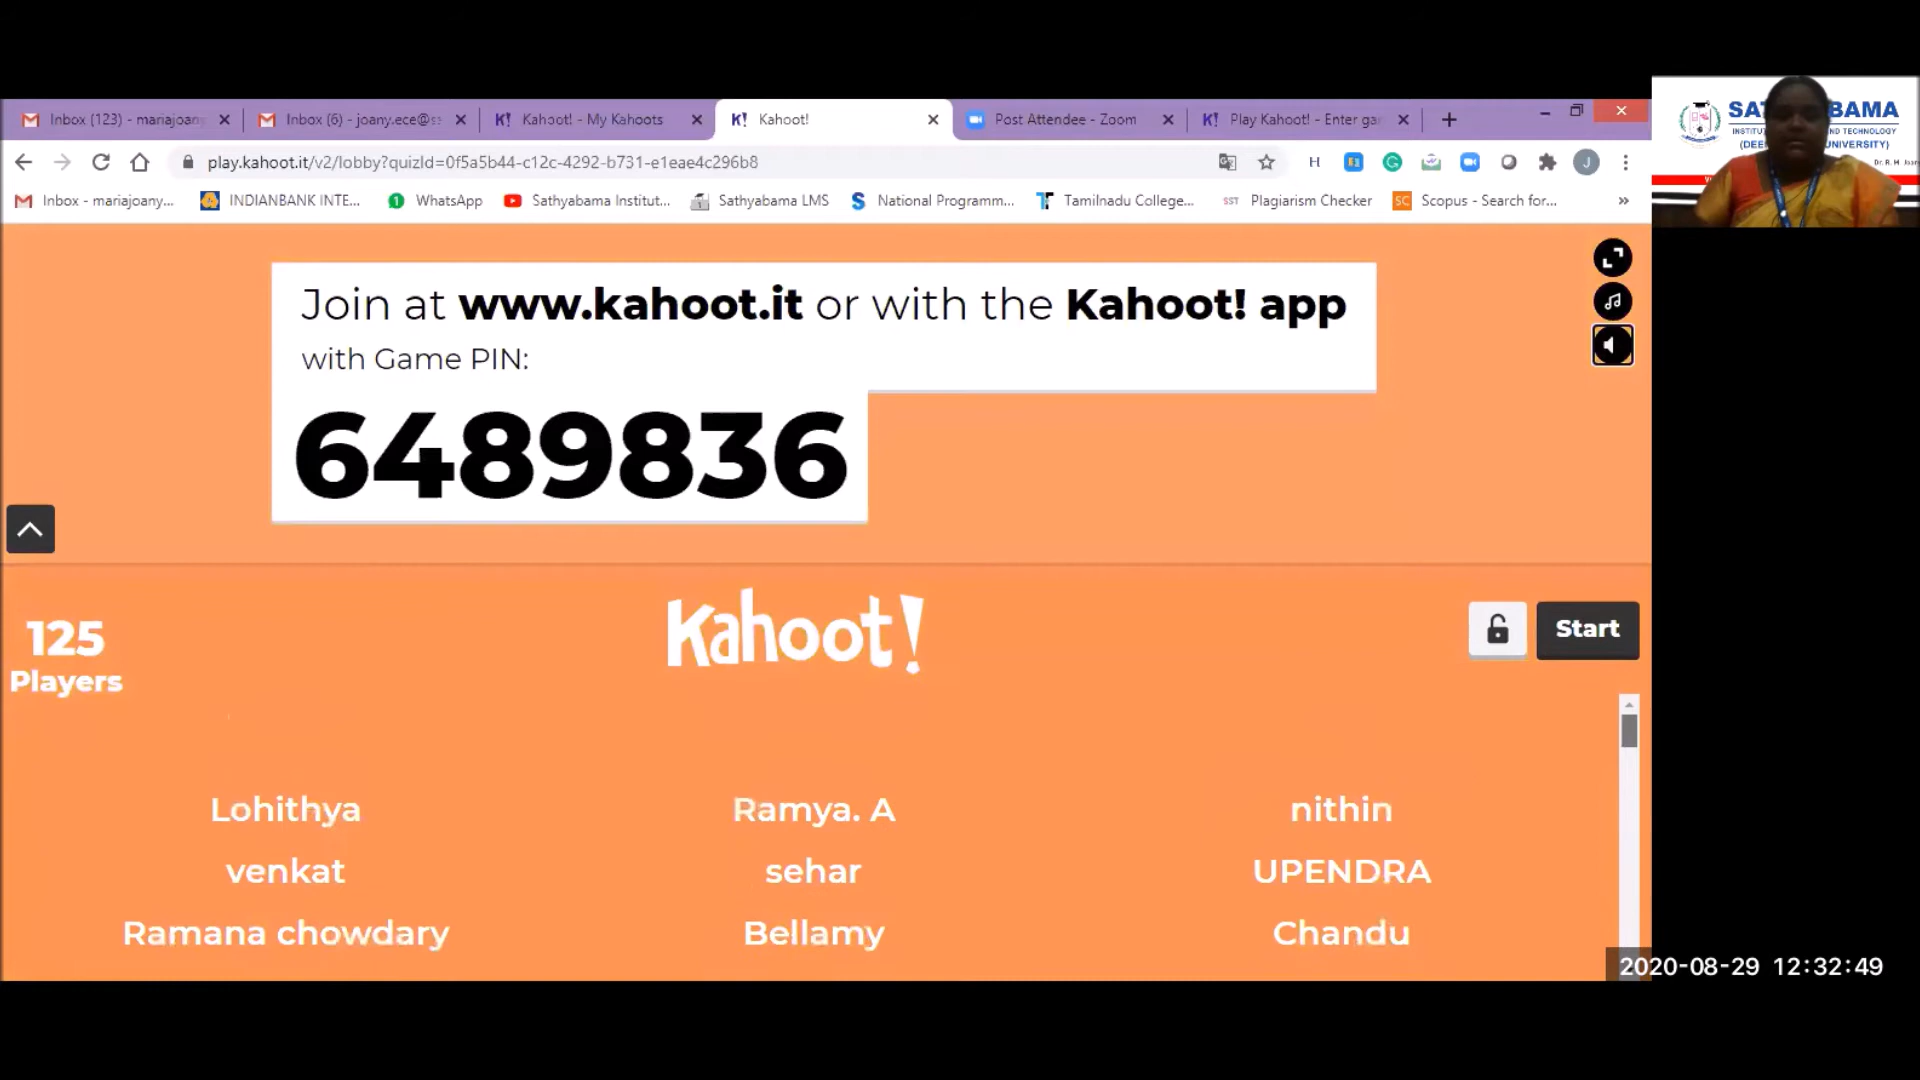 Inbox (123) - mariajoany
Inbox (6) - joany.ece@
Kahoot! - My Kahoots
Kahoot!
Post Attendee - Zoom
Play Kahoot! - Enter ga
play.kahoot.it/v2/lobby?quizId=0f5a5b44-c12c-4292-b731-e1eae4c296b8
Inbox - mariajoany...
INDIANBANK INTE...
WhatsApp
Sathyabama Institut...
Sathyabama LMS
National Programm...
Tamilnadu College...
SST Plagiarism Checker
SC Scopus - Search for...
Join at www.kahoot.it or with the Kahoot! app
with Game PIN:
6489836
125
Players
Kahoot!
Start
Lohithya Ramya. A nithin
venkat sehar UPENDRA
Ramana chowdary Bellamy Chandu
2020-08-29 12:32:49